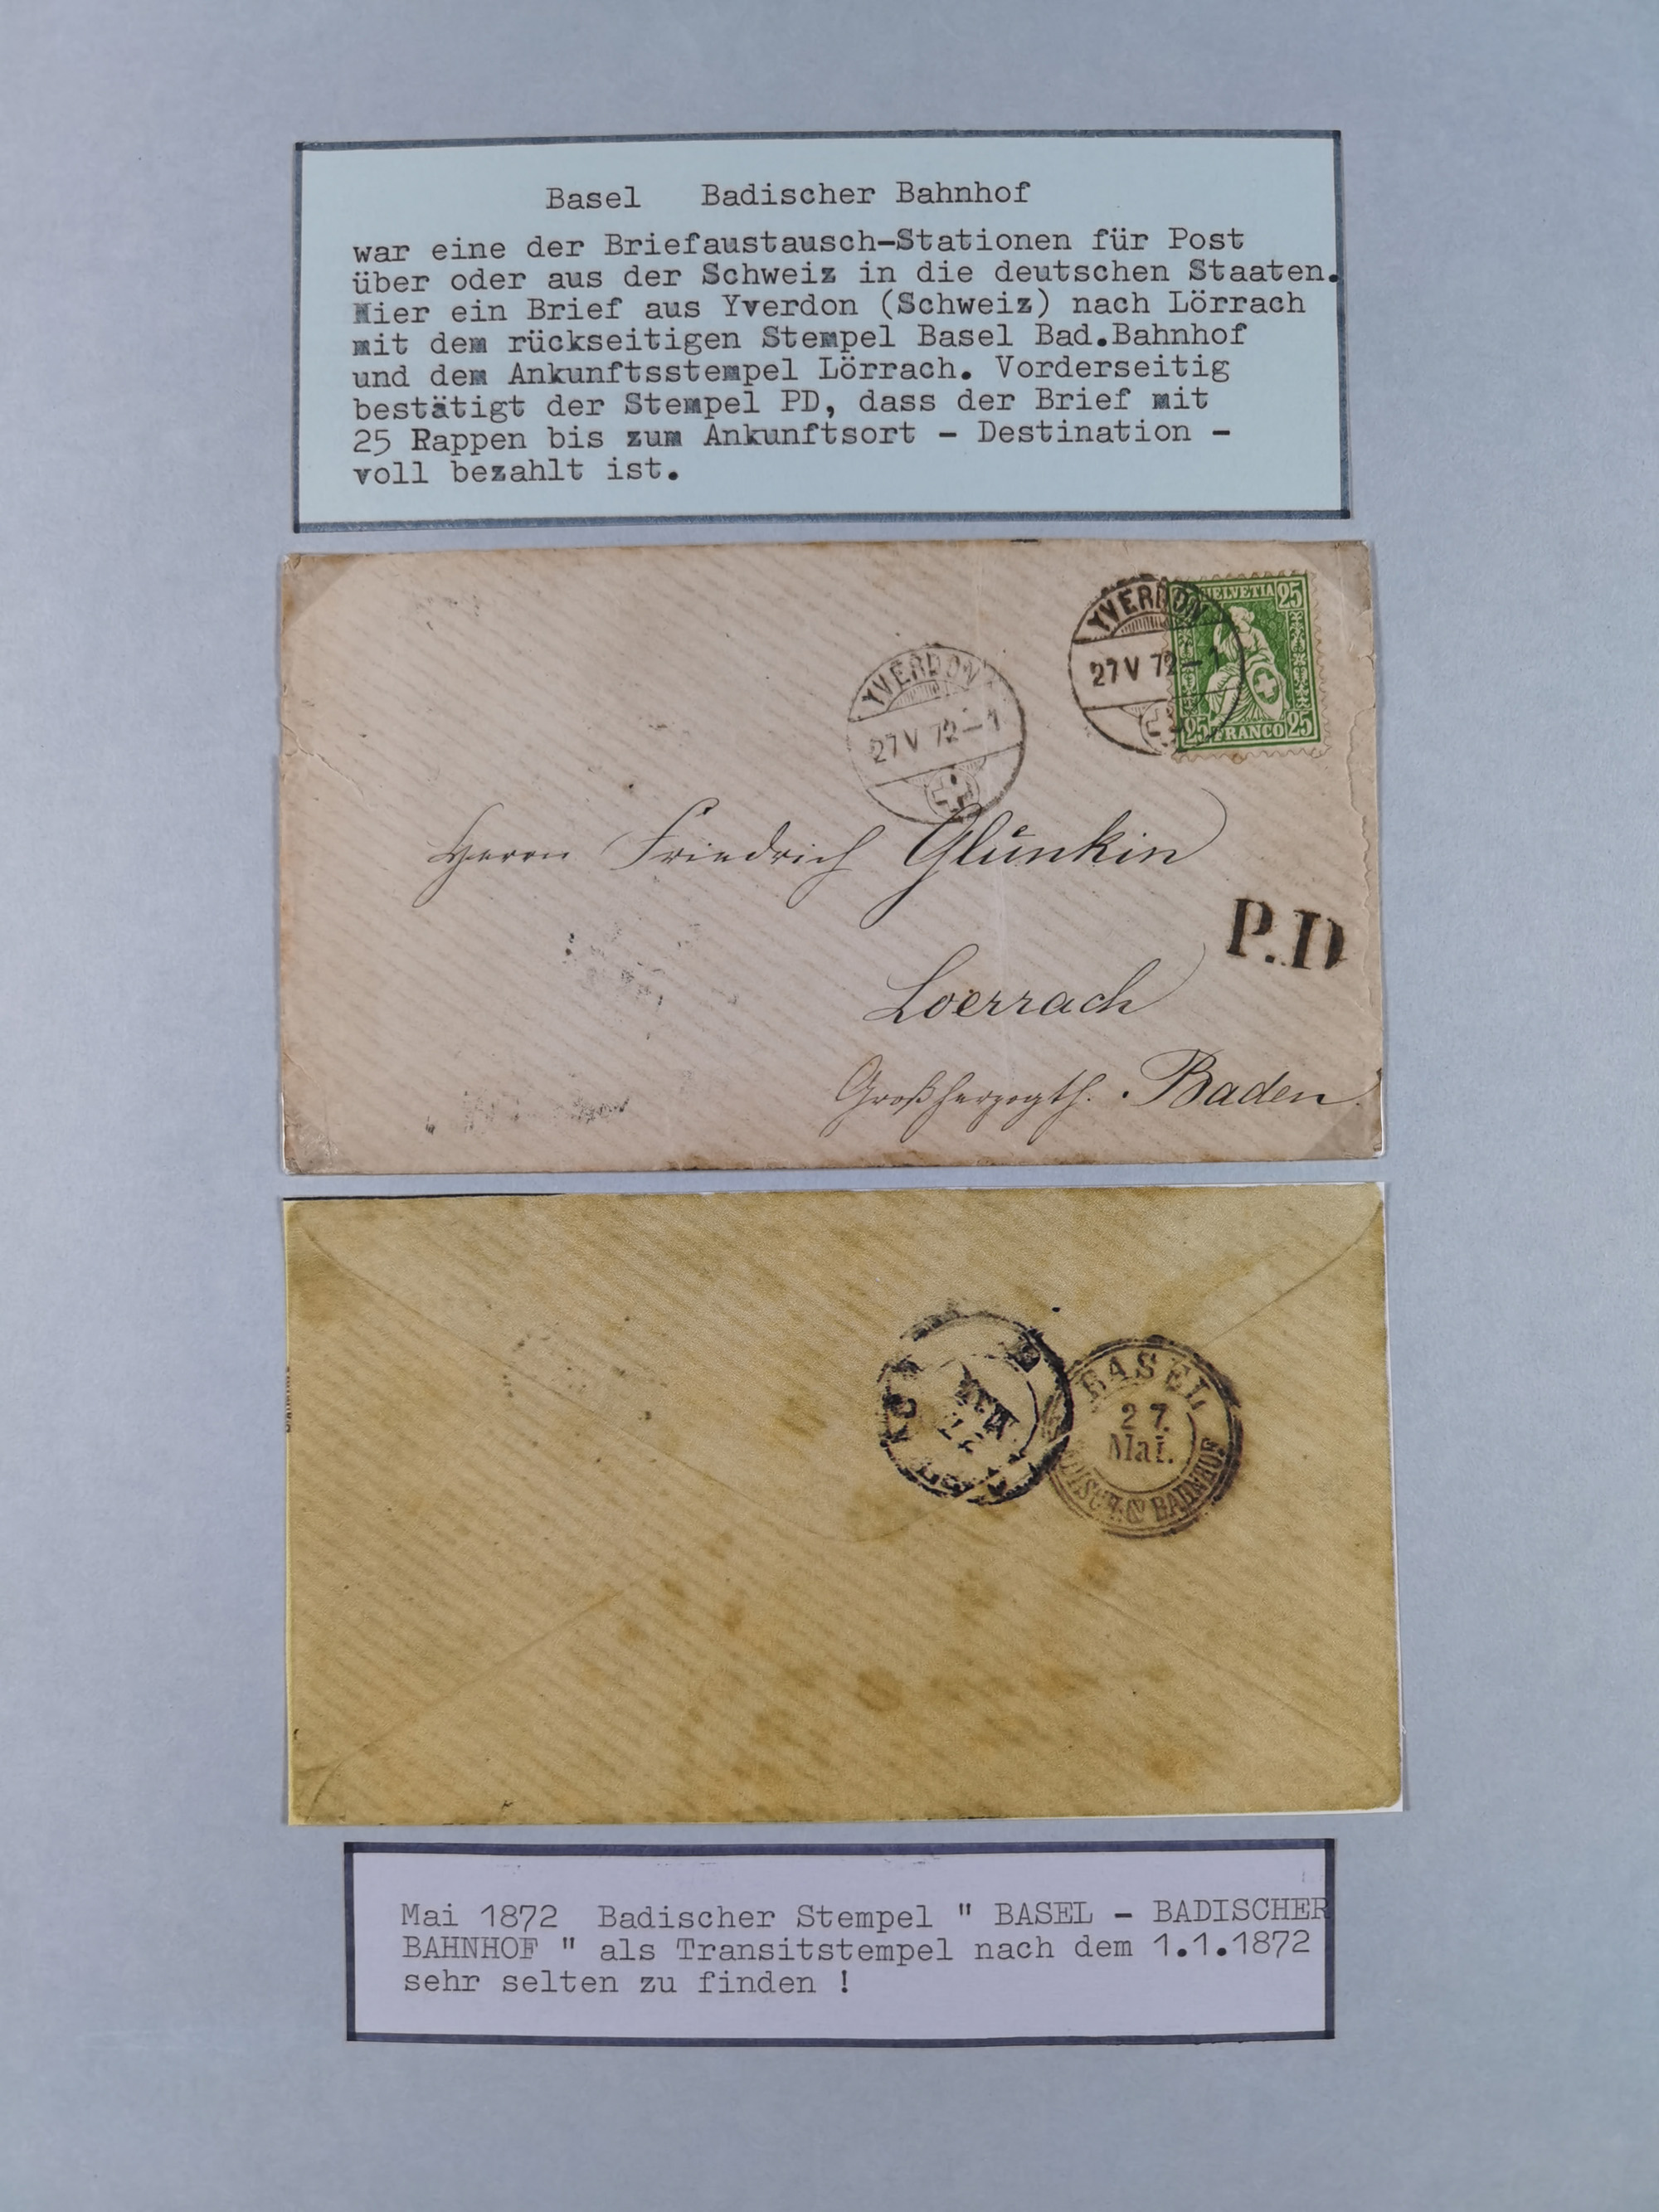 Basel Badischer Bahnhof
war eine der Briefaustausch-Stationen für Post
über oder aus der Schweiz in die deutschen Staaten.
Hier ein Brief aus Yverdon (Schweiz) nach Lörrach
mit dem rückseitigen Stempel Basel Bad.Bahnhof
und dem Ankunftsstempel Lörrach. Vorderseitig
bestätigt der Stempel PD, dass der Brief mit
25 Rappen bis zum Ankunftsort - Destination -
voll bezahlt ist.
HELVETIA 25
25 FRANCO 25
YVERDON
27 V 72-1
YVERDON
27 V 72-1
Herrn Friedrich Glünkin
P.D
Loerrach
Großherzogth. Baden.
BASEL
27
Mai.
BAHNHOF
Mai 1872 Badischer Stempel " BASEL - BADISCHER
BAHNHOF " als Transitstempel nach dem 1.1.1872
sehr selten zu finden !